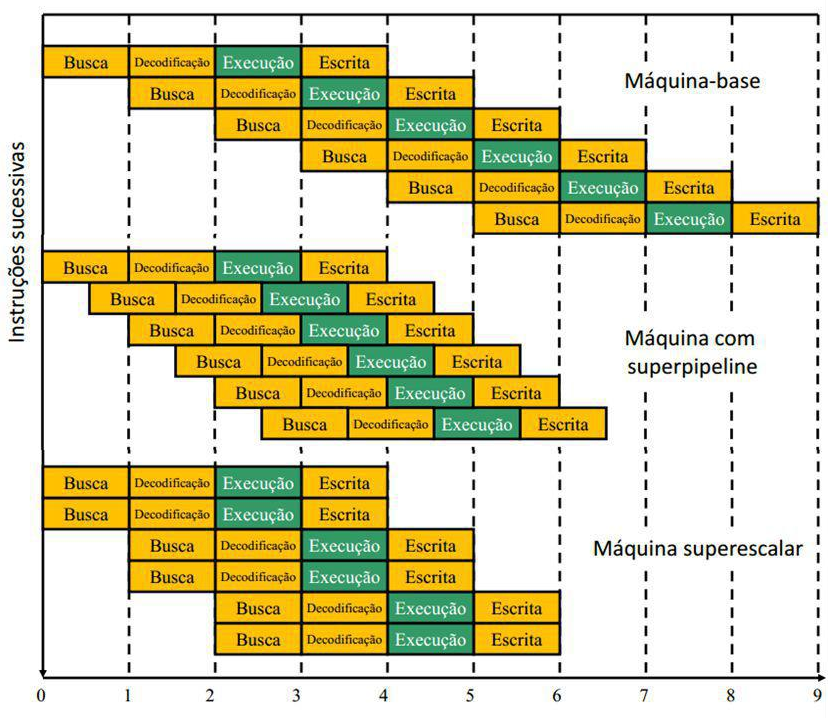 Instruções sucessivas
Busca Decodificação Execução Escrita
Máquina-base
Busca Decodificação Execução Escrita
Busca Decodificação Execução Escrita
Busca Decodificação Execução Escrita
Busca Decodificação Execução Escrita
Busca Decodificação Execução Escrita
Busca Decodificação Execução Escrita
Busca Decodificação Execução Escrita
Busca Decodificação Execução Escrita
Máquina com
superpipeline
Busca Decodificação Execução Escrita
Busca Decodificação Execução Escrita
Busca Decodificação Execução Escrita
Busca Decodificação Execução Escrita
Busca Decodificação Execução Escrita
Busca Decodificação Execução Escrita
Máquina superescalar
Busca Decodificação Execução Escrita
Busca Decodificação Execução Escrita
Busca Decodificação Execução Escrita
0 1 2 3 4 5 6 7 8 9